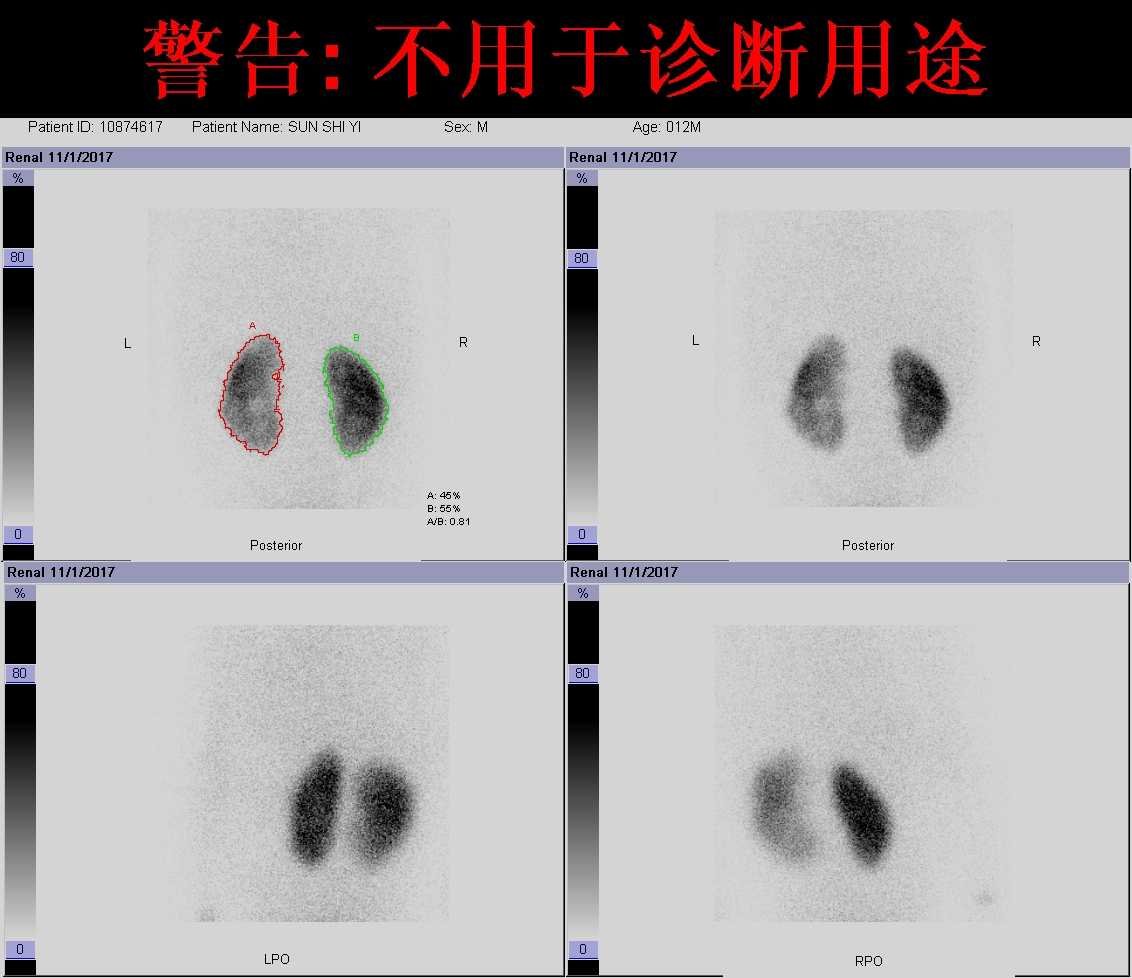 警告: 不用于诊断用途
Patient ID: 10874617 Patient Name: SUN SHI YI Sex: M Age: 012M
Renal 11/1/2017
%
80
0
L
A
B
R
A: 45%
B: 55%
A/B: 0.81
Posterior
Renal 11/1/2017
%
80
0
L
R
Posterior
Renal 11/1/2017
%
80
0
LPO
Renal 11/1/2017
%
80
0
RPO